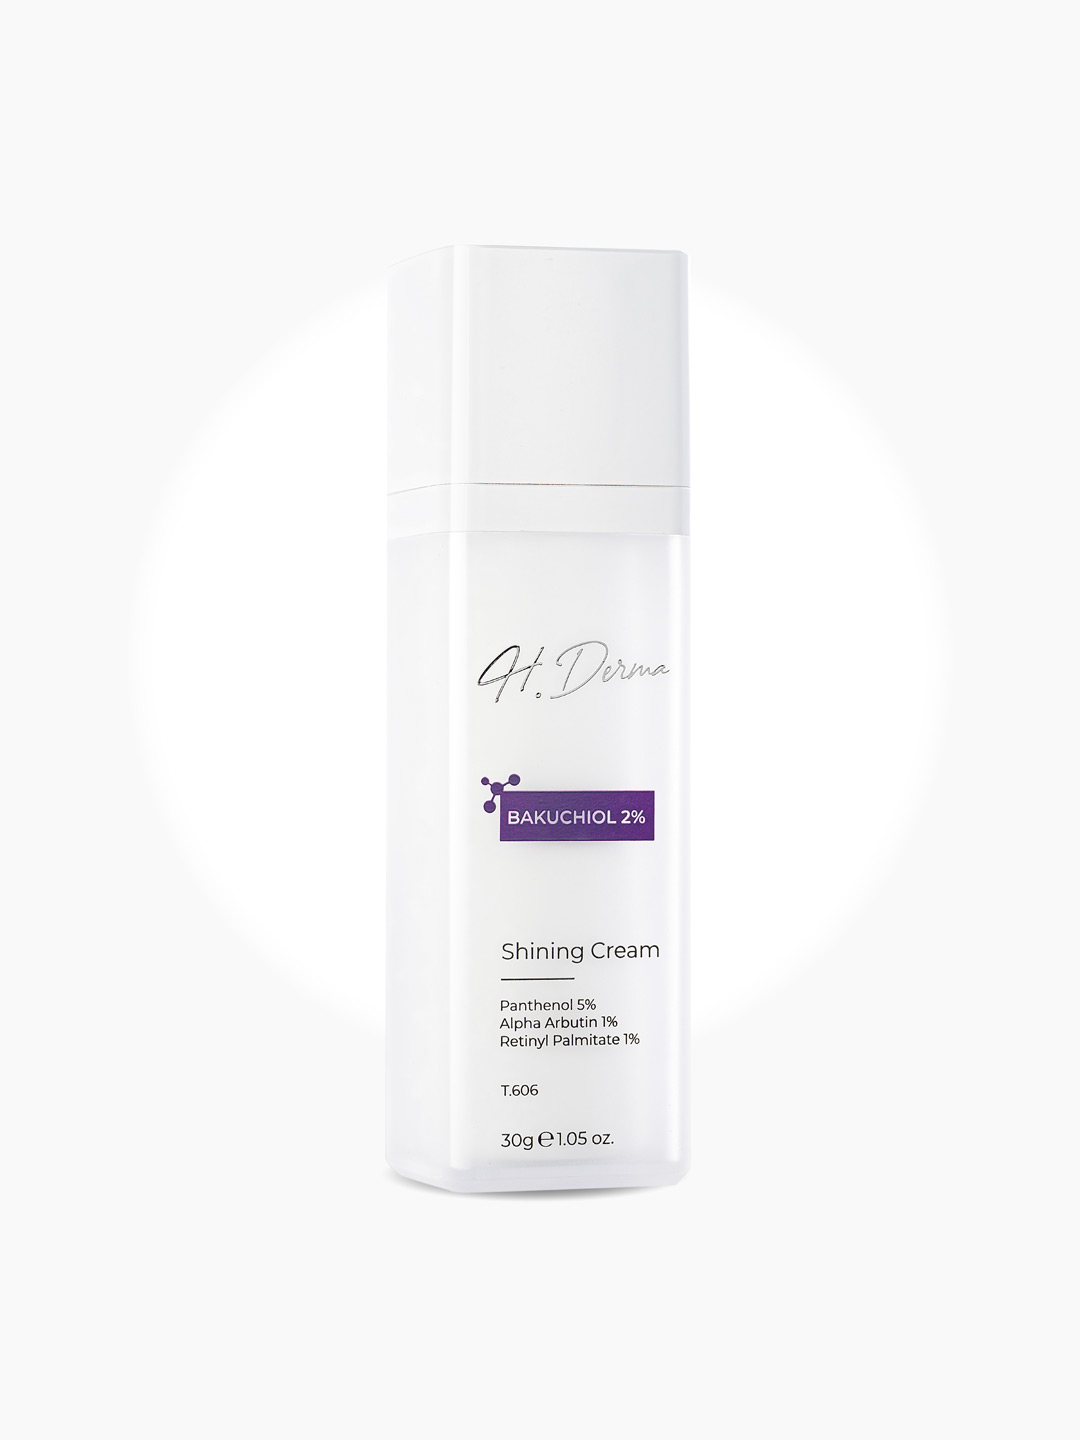 H. Derma
BAKUCHIOL 2%
Shining Cream
Panthenol 5%
Alpha Arbutin 1%
Retinyl Palmitate 1%
T.606
30g ℮ 1.05 oz.